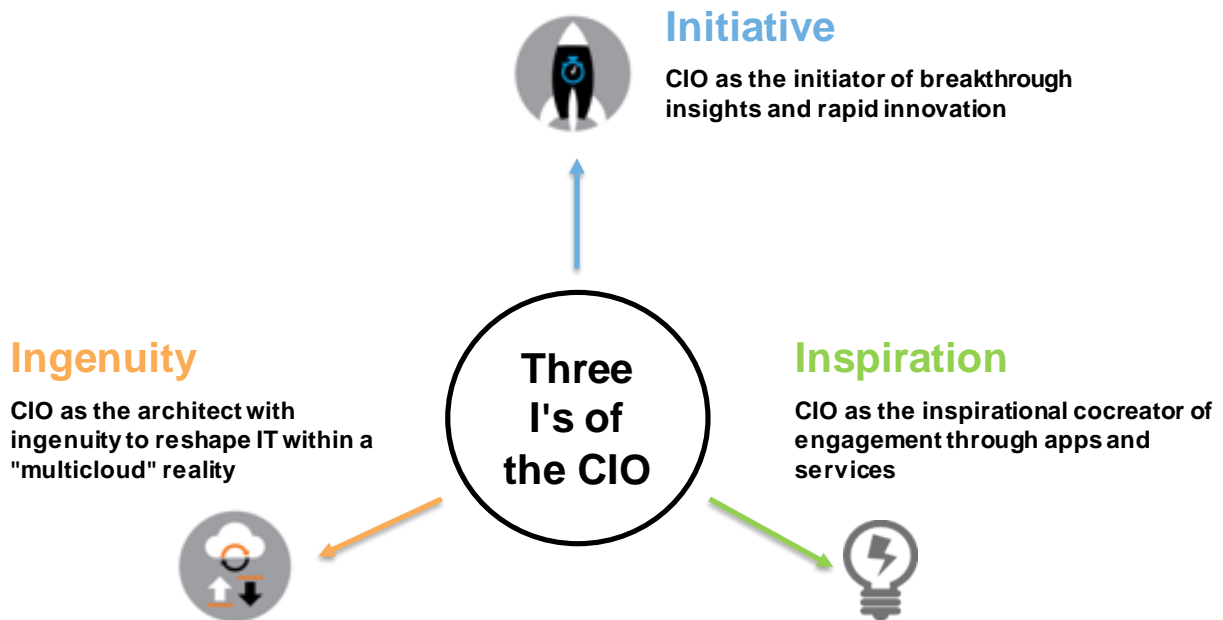 Initiative
CIO as the initiator of breakthrough
insights and rapid innovation
Ingenuity
CIO as the architect with
ingenuity to reshape IT within a
"multicloud" reality
Three
I's of
the CIO
Inspiration
CIO as the inspirational cocreator of
engagement through apps and
services